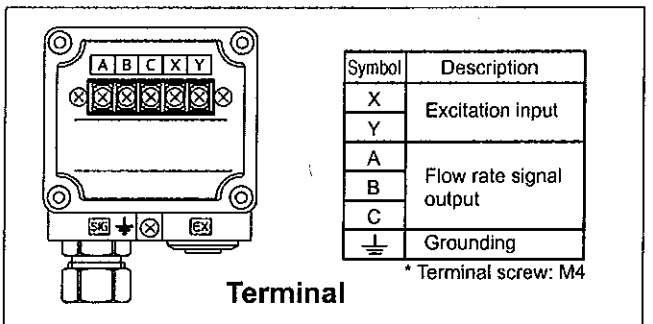 A B C X Y
SIG ⏚ EX
Terminal
Symbol Description
X
Y
Excitation input
A
B
C
Flow rate signal
output
⏚ Grounding
* Terminal screw: M4